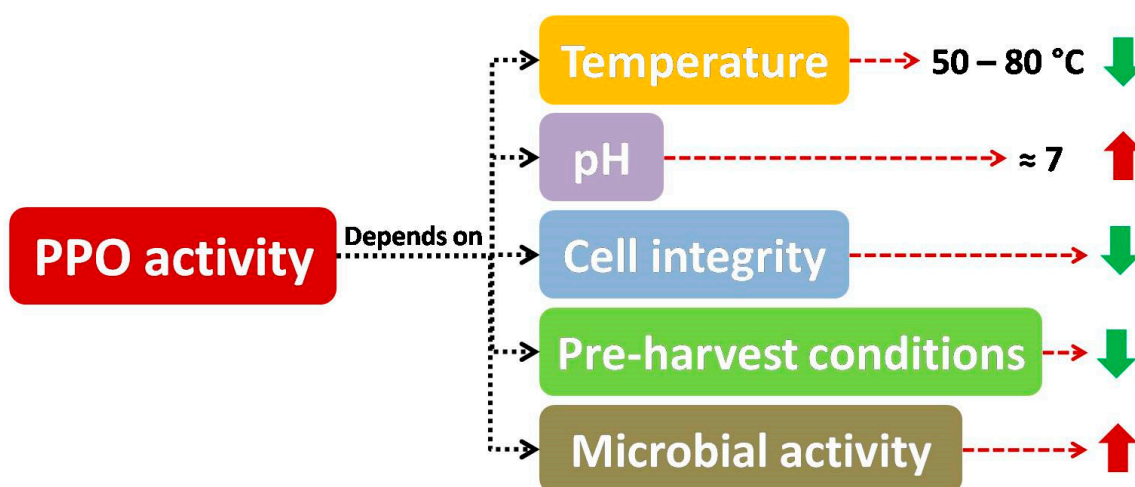 Temperature
50 – 80 °C
pH
≈ 7
PPO activity
Depends on
Cell integrity
Pre-harvest conditions
Microbial activity